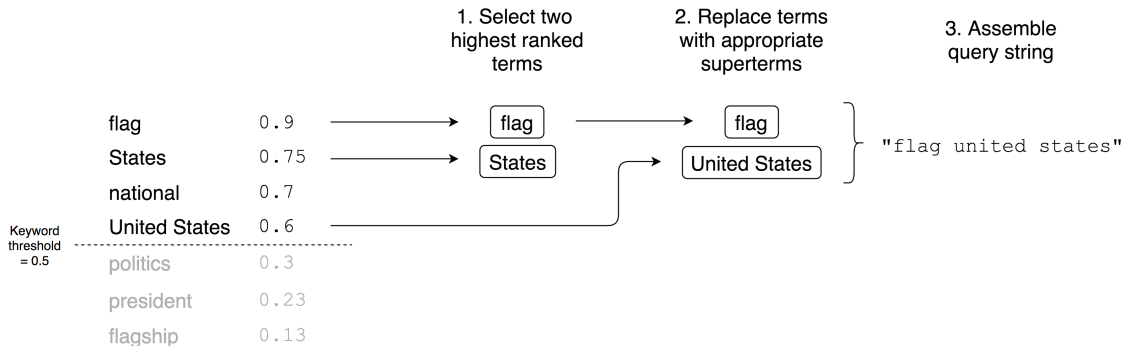 1. Select two
highest ranked
terms
2. Replace terms
with appropriate
superterms
3. Assemble
query string
flag 0.9
flag
flag
States 0.75
States
United States
"flag united states"
national 0.7
United States 0.6
Keyword
threshold
= 0.5
politics 0.3
president 0.23
flagship 0.13